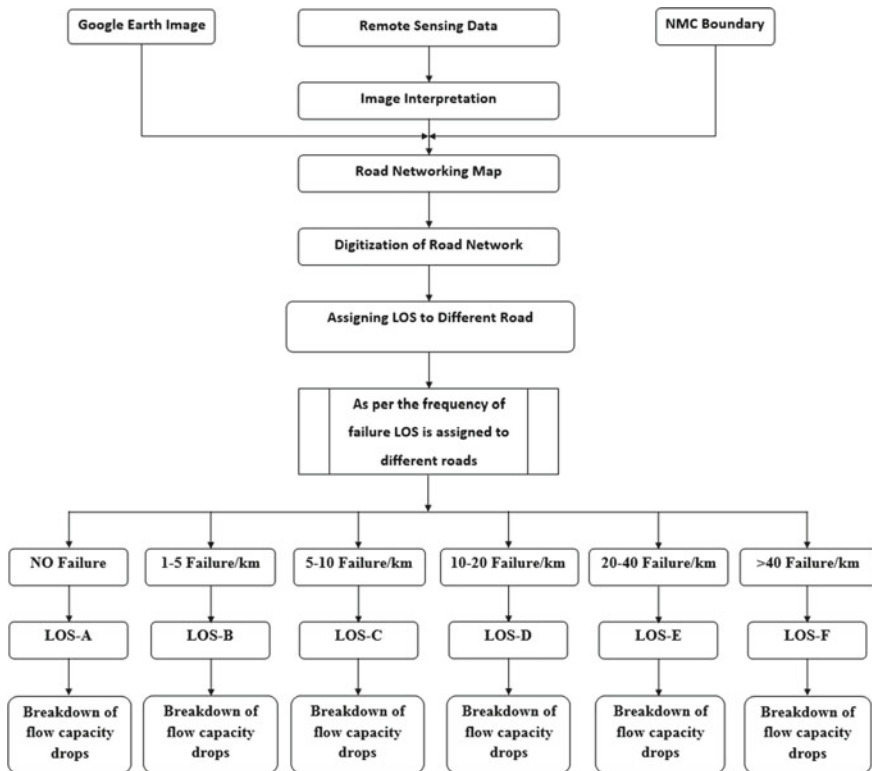 Google Earth Image
Remote Sensing Data
NMC Boundary
Image Interpretation
Road Networking Map
Digitization of Road Network
Assigning LOS to Different Road
As per the frequency of
failure LOS is assigned to
different roads
NO Failure
1-5 Failure/km
5-10 Failure/km
10-20 Failure/km
20-40 Failure/km
>40 Failure/km
LOS-A
LOS-B
LOS-C
LOS-D
LOS-E
LOS-F
Breakdown of
flow capacity
drops
Breakdown of
flow capacity
drops
Breakdown of
flow capacity
drops
Breakdown of
flow capacity
drops
Breakdown of
flow capacity
drops
Breakdown of
flow capacity
drops